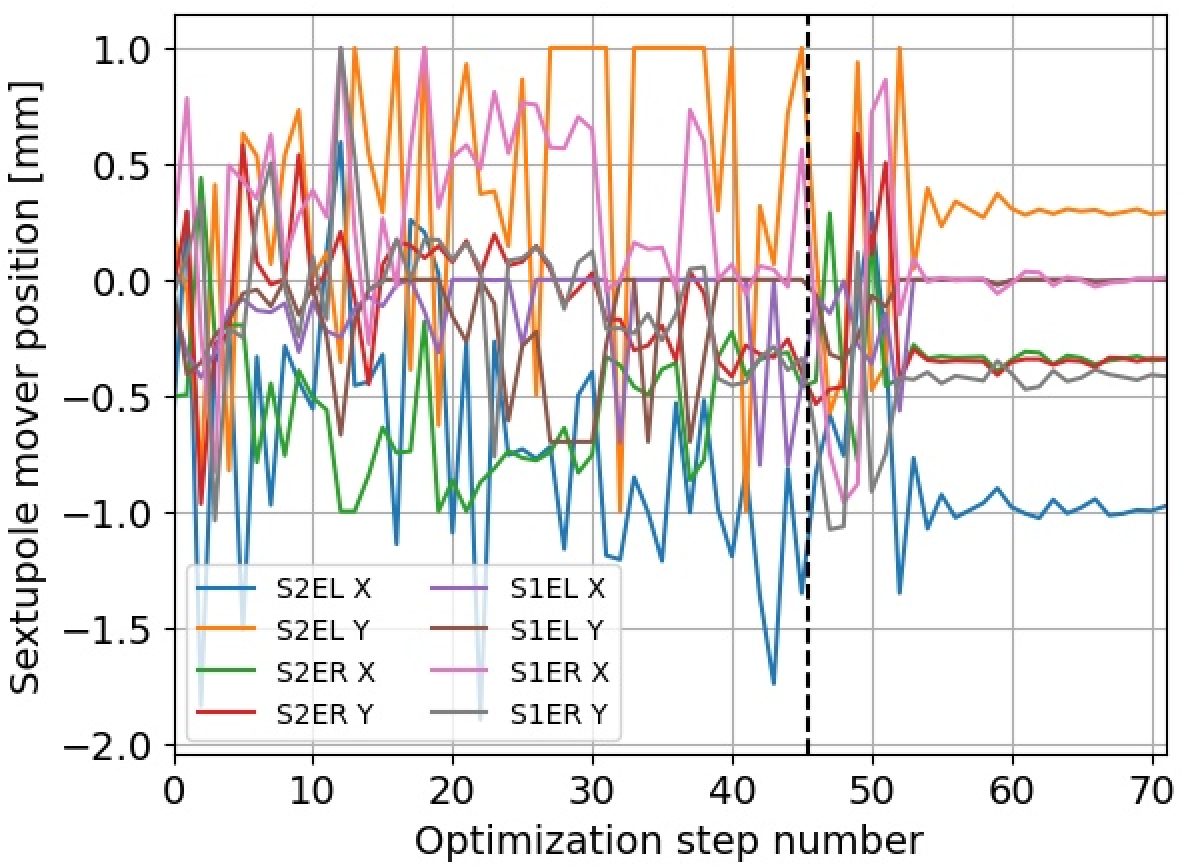 Sextupole mover position [mm]
1.0
0.5
0.0
−0.5
−1.0
−1.5
−2.0
S2EL X
S2EL Y
S2ER X
S2ER Y
S1EL X
S1EL Y
S1ER X
S1ER Y
0 10 20 30 40 50 60 70
Optimization step number